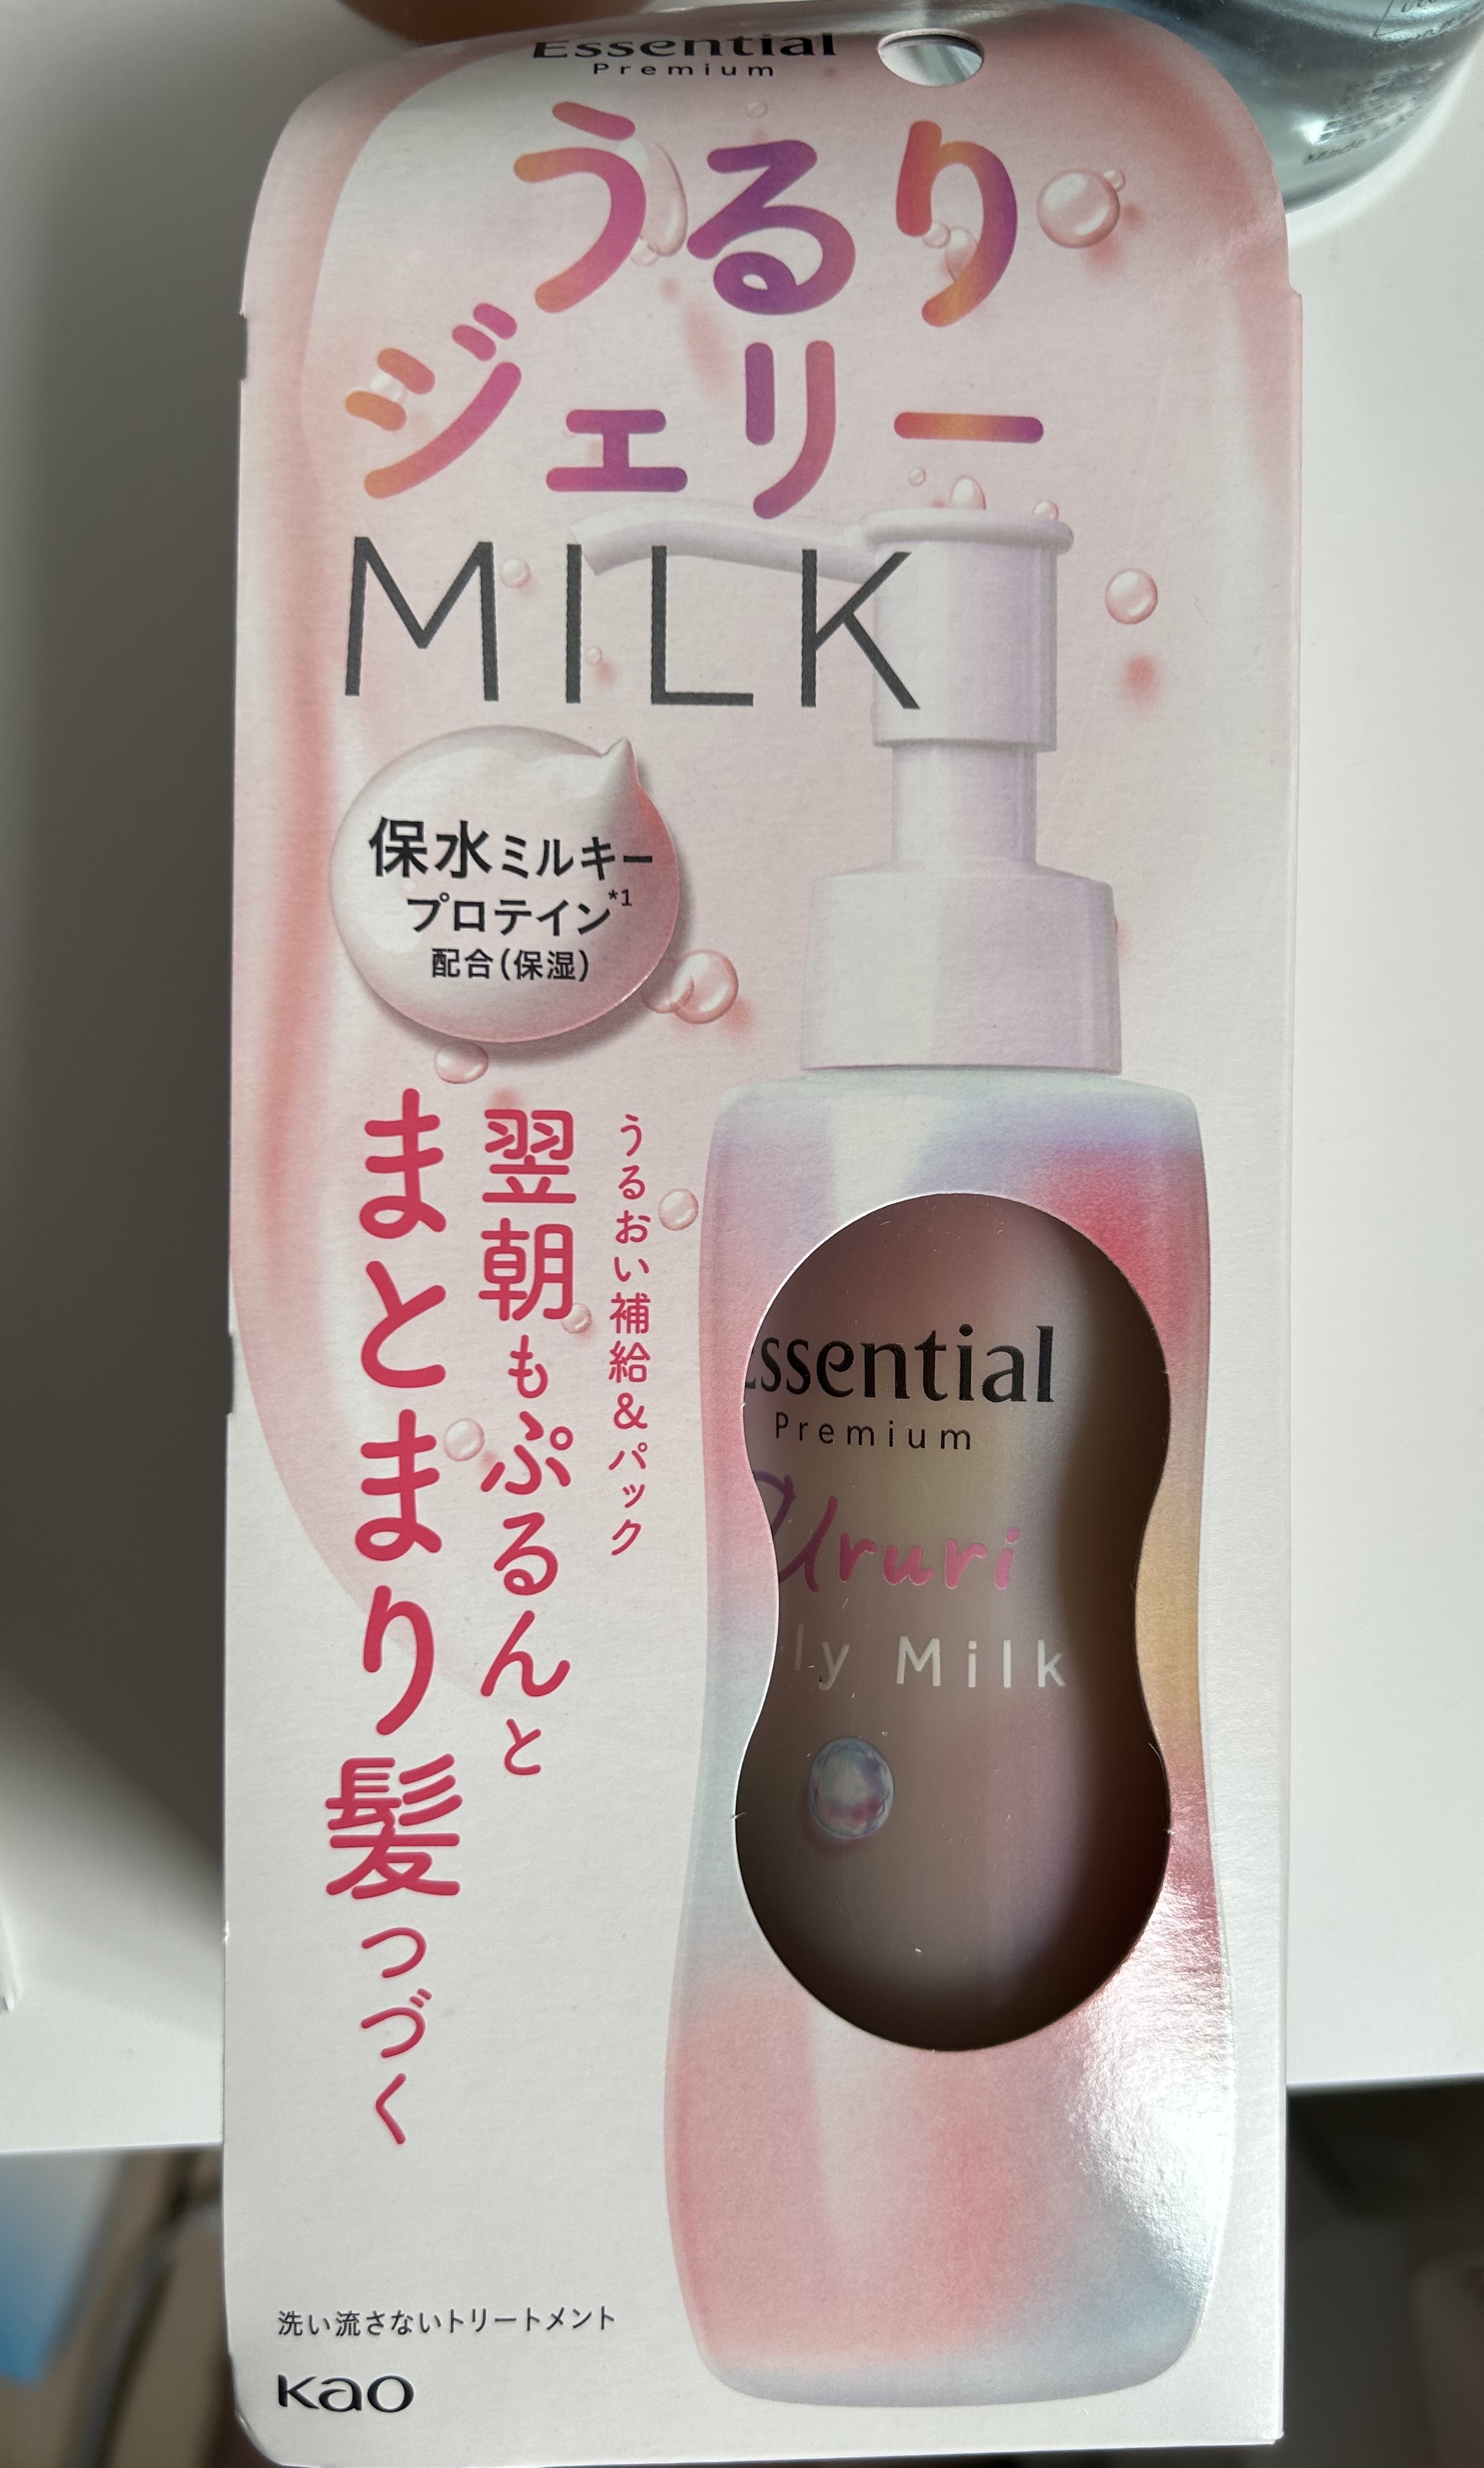 Essential
Premium
うるり
ジェリー
MILK
保水ミルキー
プロテイン*1
配合(保湿)
うるおい補給&パック
翌朝もぷるんと
まとまり髪つづく
ssential
Premium
Ururi
ly Milk
洗い流さないトリートメント
Kao